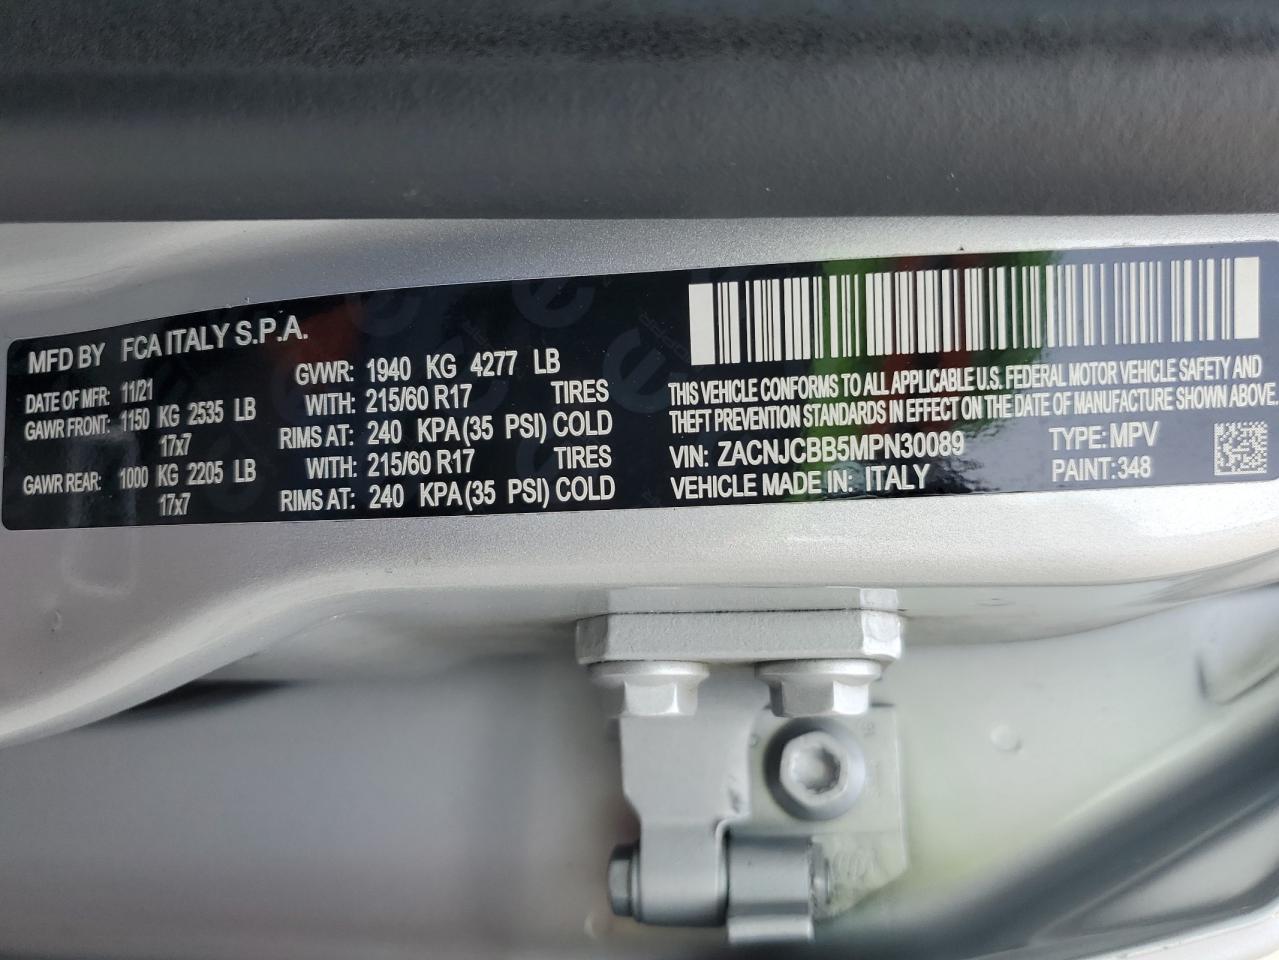 MFD BY FCA ITALY S.P.A.
DATE OF MFR: 11/21 GVWR: 1940 KG 4277 LB
GAWR FRONT: 1150 KG 2535 LB WITH: 215/60 R17 TIRES
17x7 RIMS AT: 240 KPA(35 PSI) COLD
GAWR REAR: 1000 KG 2205 LB WITH: 215/60 R17 TIRES
17x7 RIMS AT: 240 KPA(35 PSI) COLD
THIS VEHICLE CONFORMS TO ALL APPLICABLE U.S. FEDERAL MOTOR VEHICLE SAFETY AND
THEFT PREVENTION STANDARDS IN EFFECT ON THE DATE OF MANUFACTURE SHOWN ABOVE.
VIN: ZACNJCBB5MPN30089 TYPE: MPV
VEHICLE MADE IN: ITALY PAINT:348